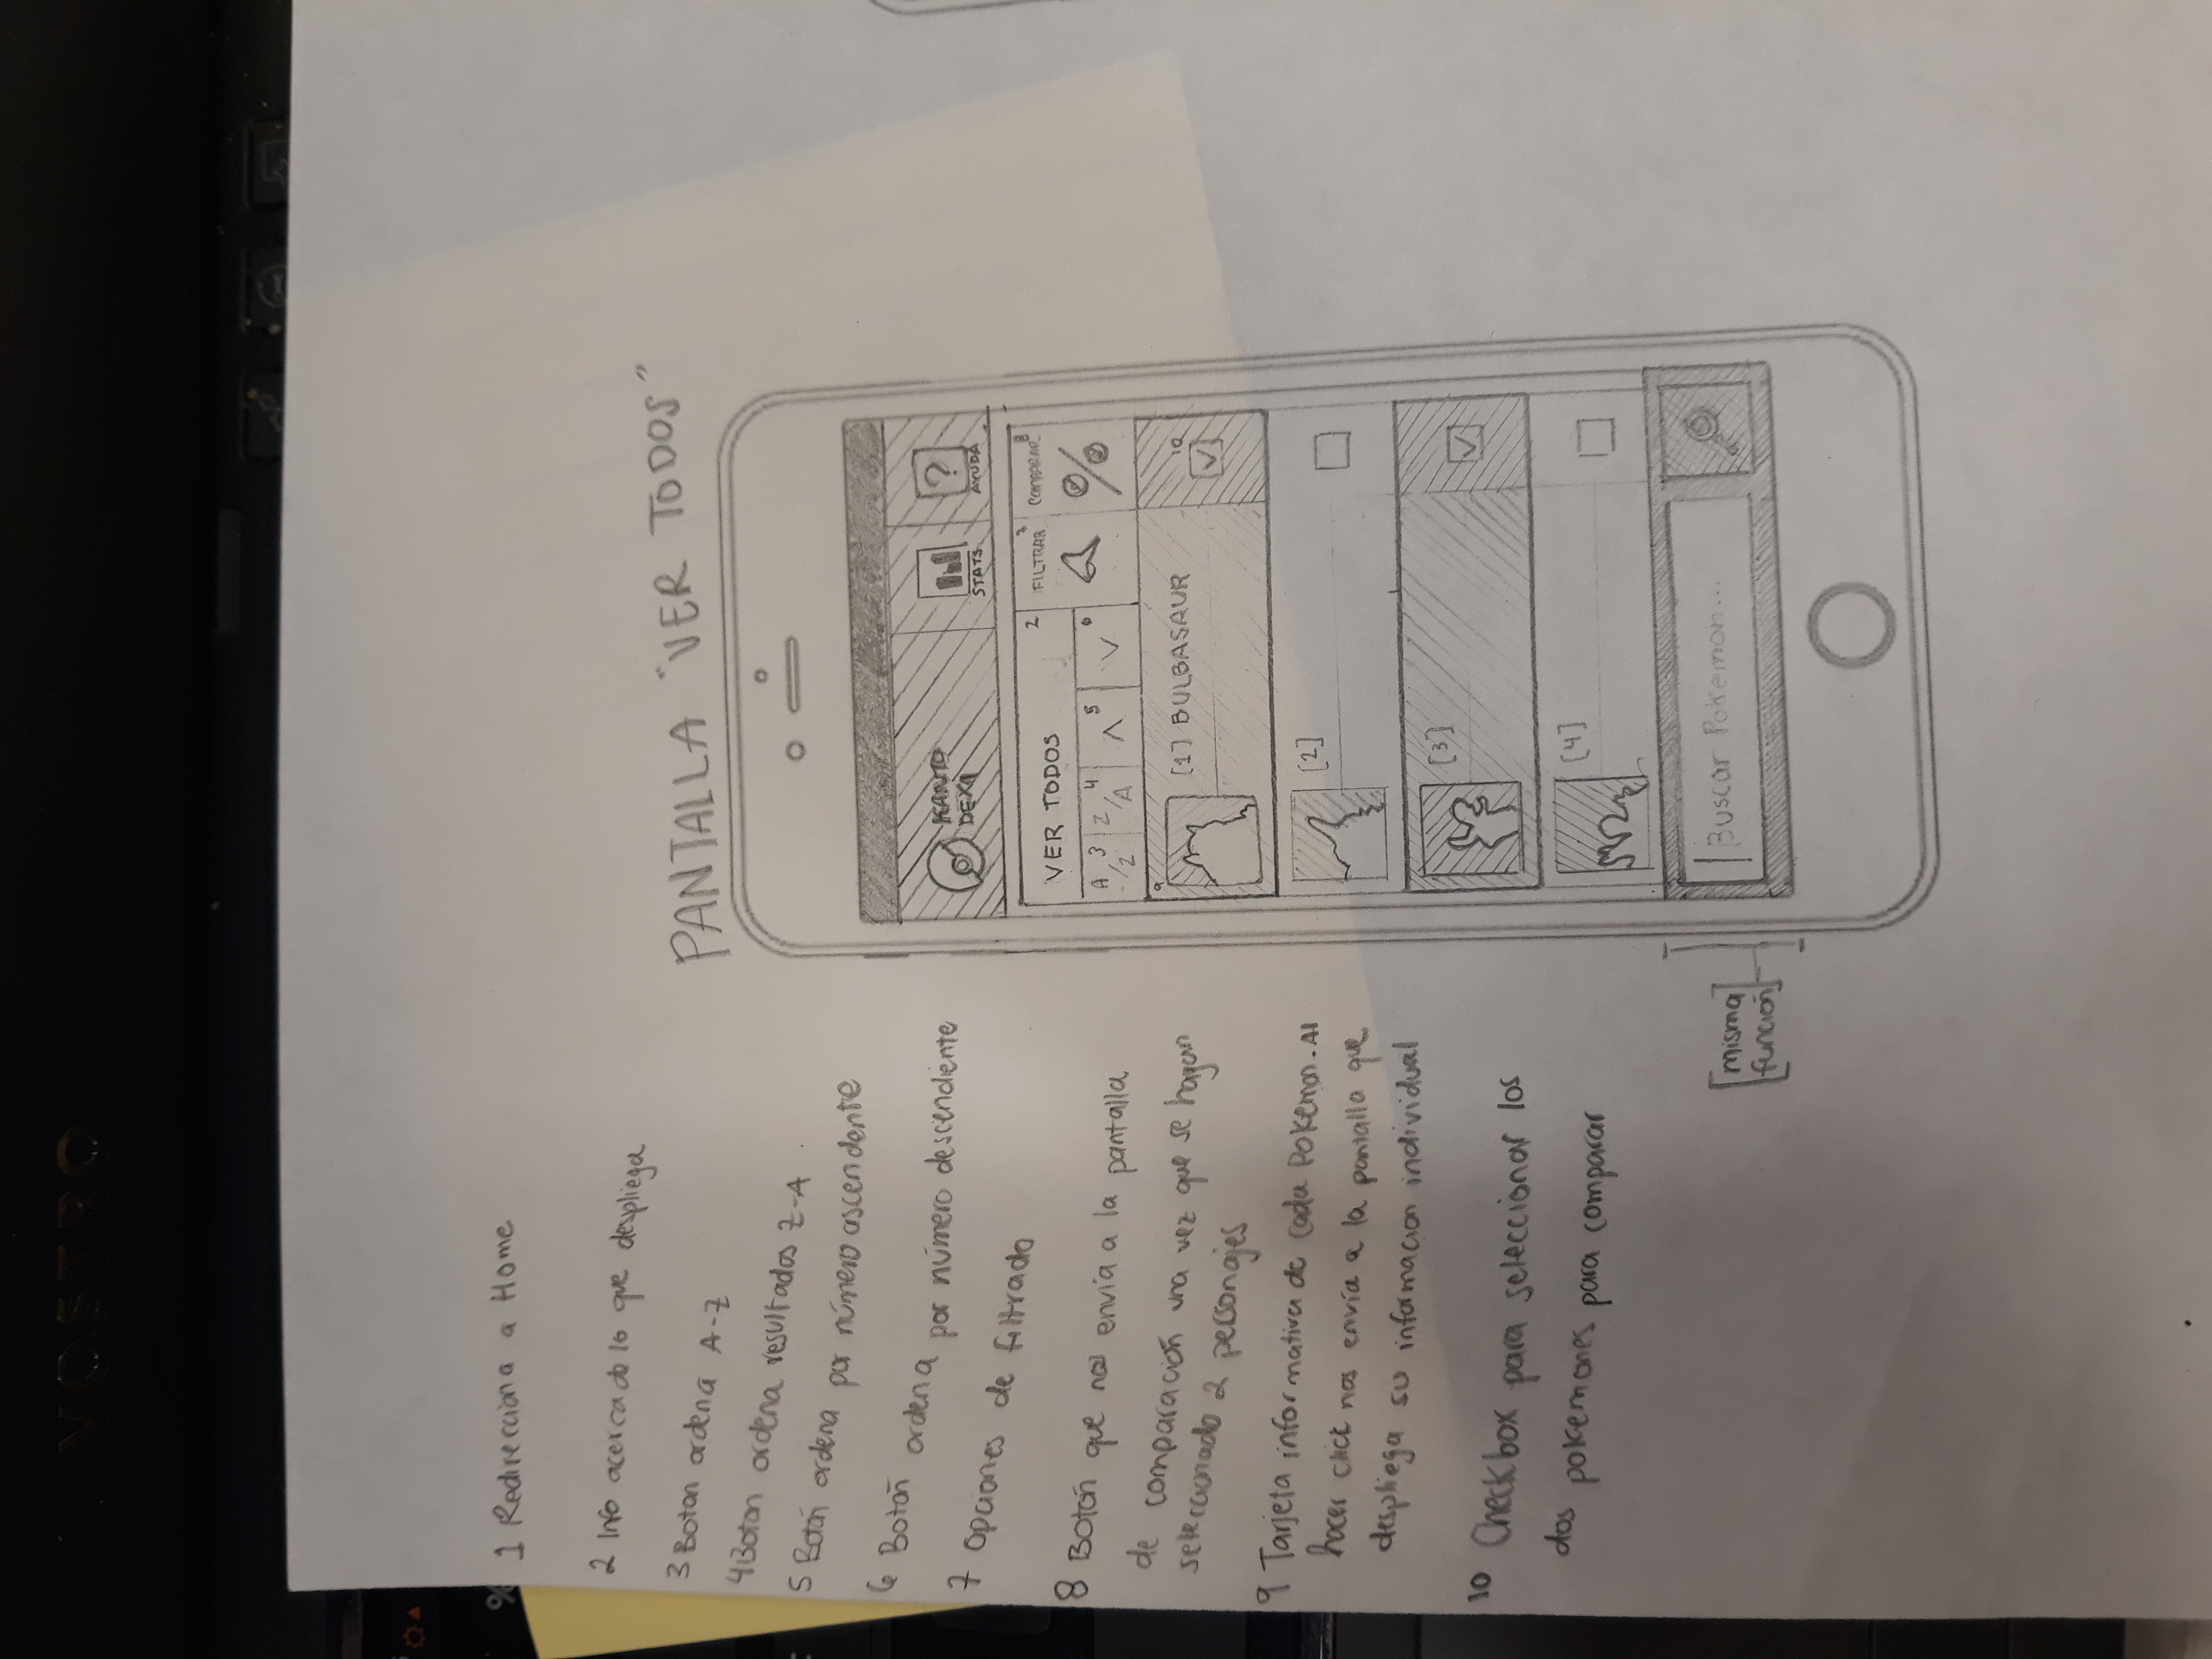 VOSTRO
1 Redirecciona a Home
2 Info acerca do lo que despliega
3 Boton ordena A-Z
4 Boton ordena resultados Z-A
5 Botón ordena por número ascendente
6 Botón ordena por número descendiente
7 Opciones de filtrado
8 Botón que nos envía a la pantalla
de comparación una vez que se hagan
seleccionado 2 personajes
9 Tarjeta informativa de cada Pokemon. Al
hacer click nos envía a la pantalla que
despliega su informacion individual
10 Checkbox para seleccionar los
dos pokemones para comparar
[misma
función]
PANTALLA "VER TODOS"
KANTO
DEX 1
STATS
?
AYUDA
VER TODOS 2
FILTRAR 7
COMPARAR 8
A/Z 3
Z/A 4
5
6
9
[1] BULBASAUR
10
[2]
[3]
[4]
Buscar Pokemon...
%